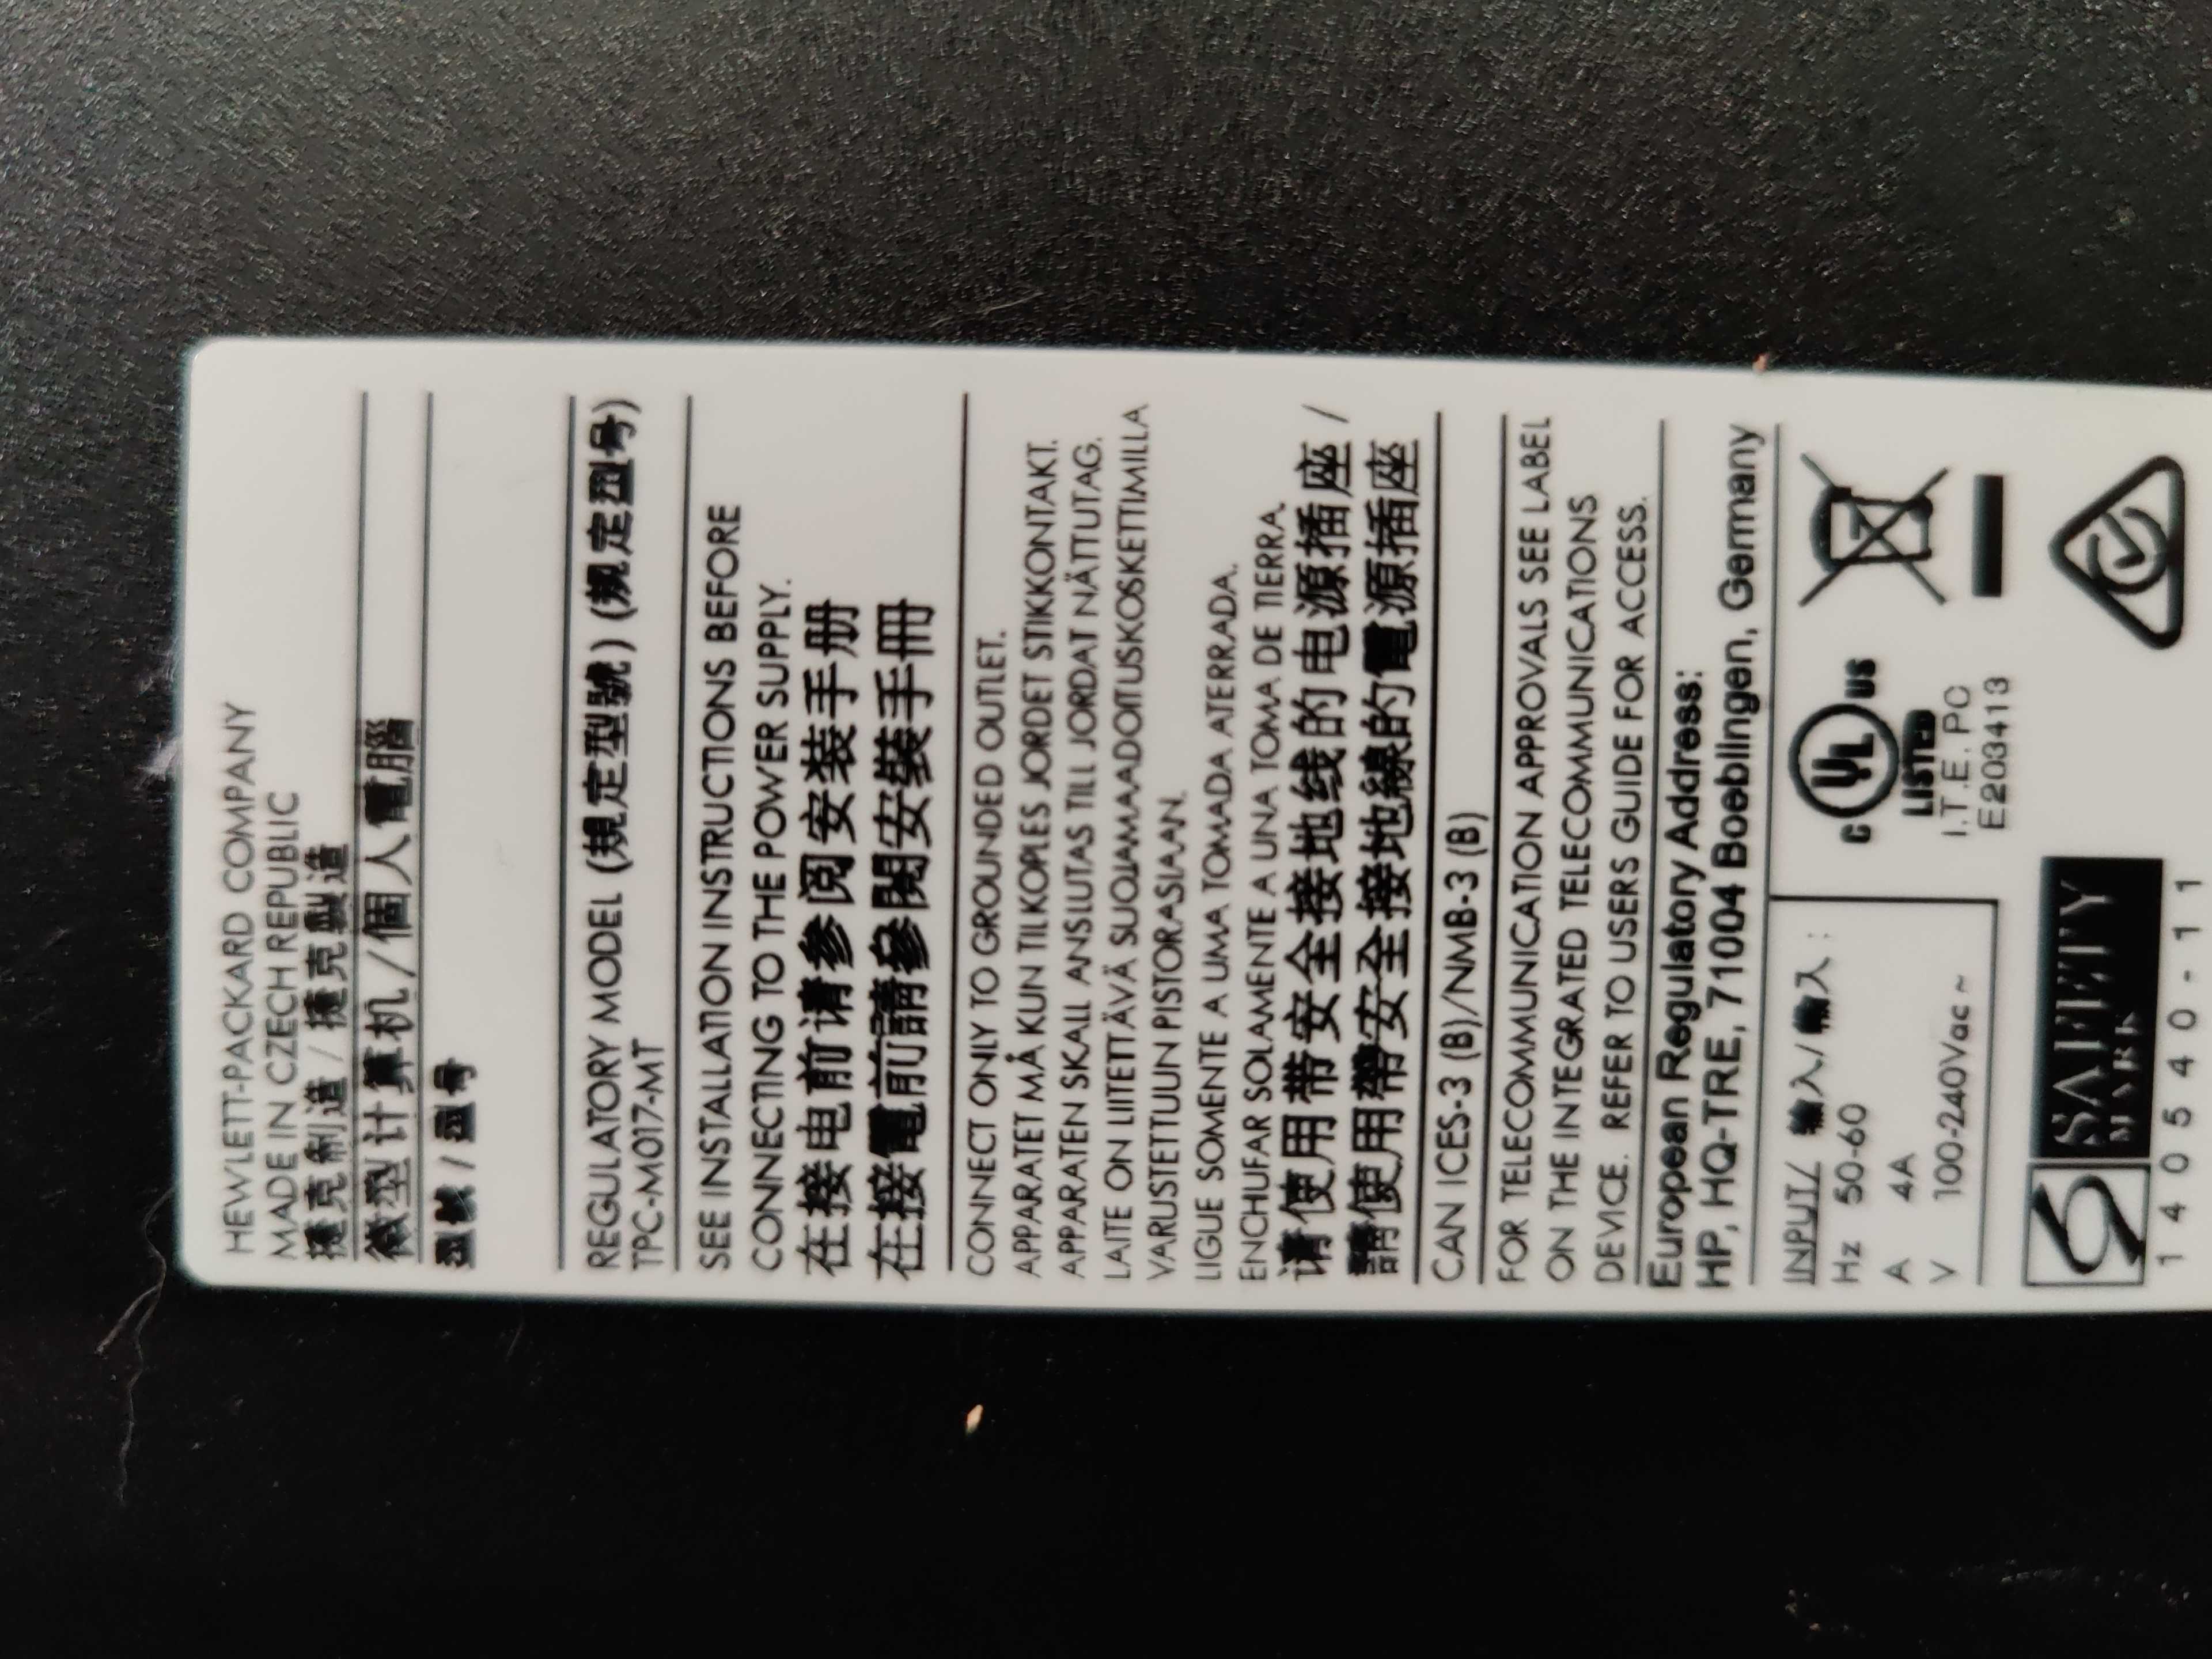 HEWLETT-PACKARD COMPANY
MADE IN CZECH REPUBLIC
捷克制造 / 捷克製造
微型计算机/個人電腦
型號 / 型号
REGULATORY MODEL (規定型號) (规定型号)
TPC-M017-MT
SEE INSTALLATION INSTRUCTIONS BEFORE
CONNECTING TO THE POWER SUPPLY.
在接电前请参阅安装手册
在接電前請參閱安裝手冊
CONNECT ONLY TO GROUNDED OUTLET.
APPARATET MÅ KUN TILKOPLES JORDET STIKKONTAKT.
APPARATEN SKALL ANSLUTAS TILL JORDAT NÄTTUTAG.
LAITE ON LIITETTÄVÄ SUOJAMAADOITUSKOSKETTIMILLA
VARUSTETTUUN PISTORASIAAN.
LIGUE SOMENTE A UMA TOMADA ATERRADA.
ENCHUFAR SOLAMENTE A UNA TOMA DE TIERRA.
请使用带安全接地线的电源插座 /
請使用帶安全接地線的電源插座
CAN ICES-3 (B)/NMB-3 (B)
FOR TELECOMMUNICATION APPROVALS SEE LABEL
ON THE INTEGRATED TELECOMMUNICATIONS
DEVICE. REFER TO USERS GUIDE FOR ACCESS.
European Regulatory Address:
HP, HQ-TRE, 71004 Boeblingen, Germany
INPUT/ 输入/輸入 :
Hz 50-60
A 4A
V 100-240Vac~
C UL US
LISTED
I.T.E. PC
E203413
SAFETY
MARK
140540-11